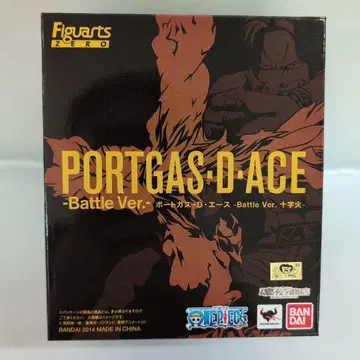 Figuarts
ZERO
PORTGAS·D·ACE
-Battle Ver.- ポートガス・D・エース -Battle Ver. 十字火-
BANDAI 2014 MADE IN CHINA
ONE PIECE
BANDAI